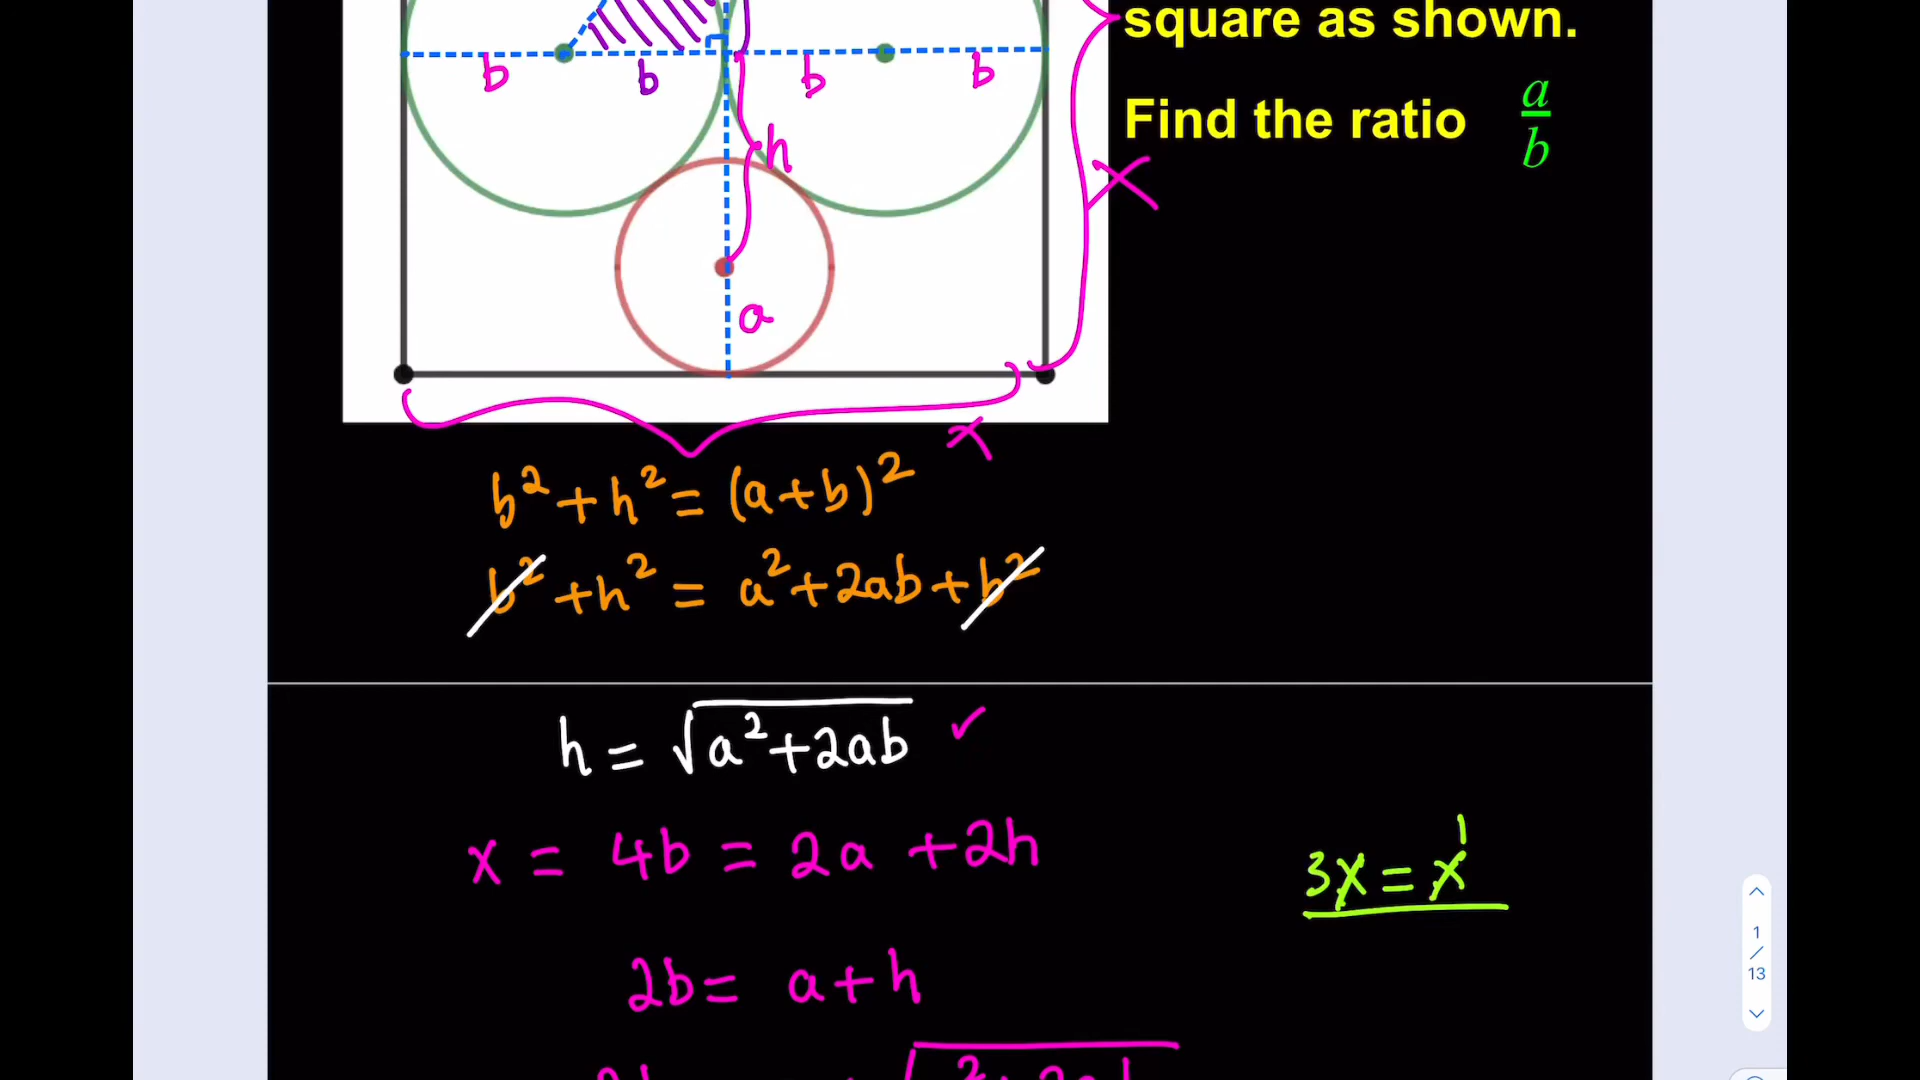 square as shown.
b b b b
Find the ratio a/b
h
x
a
x
b² + h² = (a+b)²
b² + h² = a² + 2ab + b²
h = √a²+2ab ✓
x = 4b = 2a + 2h
3x = x¹
2b = a + h
1
/
13